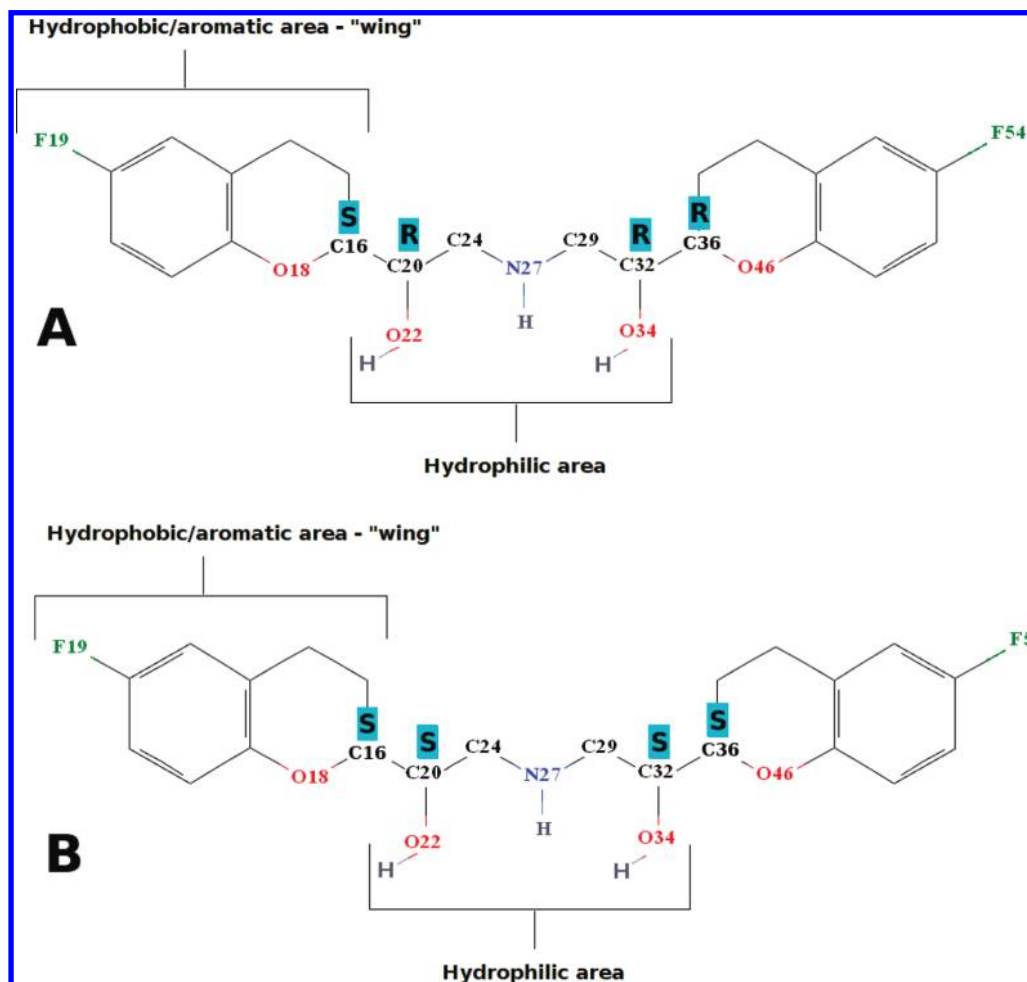 Hydrophobic/aromatic area - "wing"
F19
F54
S
R
R
R
C16
C20
C24
C29
C32
C36
O18
N27
O46
H
O22
O34
H
H
A
Hydrophilic area
Hydrophobic/aromatic area - "wing"
F19
F5
S
S
S
S
C16
C20
C24
C29
C32
C36
O18
N27
O46
H
O22
O34
H
H
B
Hydrophilic area